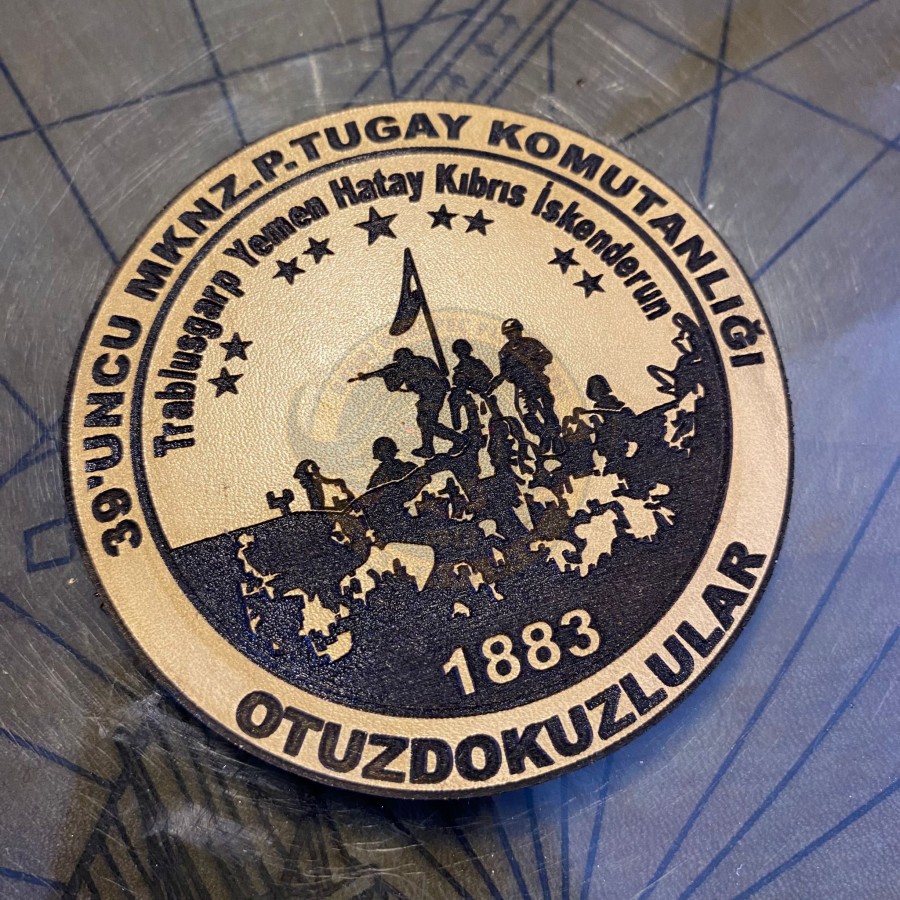 39'UNCU MKNZ.P.TUGAY KOMUTANLIĞI
Trablusgarp Yemen Hatay Kıbrıs İskenderun
1883
OTUZDOKUZLULAR